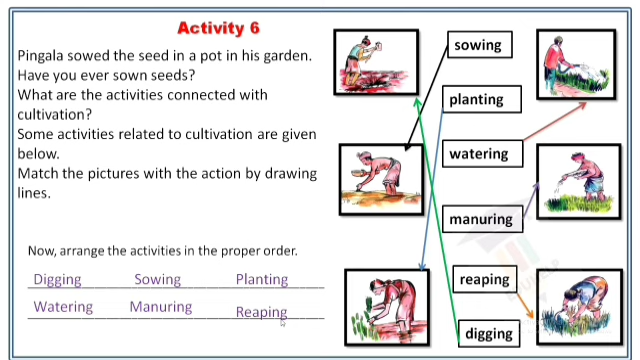 Activity 6
Pingala sowed the seed in a pot in his garden.
Have you ever sown seeds?
What are the activities connected with
cultivation?
Some activities related to cultivation are given
below.
Match the pictures with the action by drawing
lines.
Now, arrange the activities in the proper order.
Digging Sowing Planting
Watering Manuring Reaping
sowing
planting
watering
manuring
reaping
digging